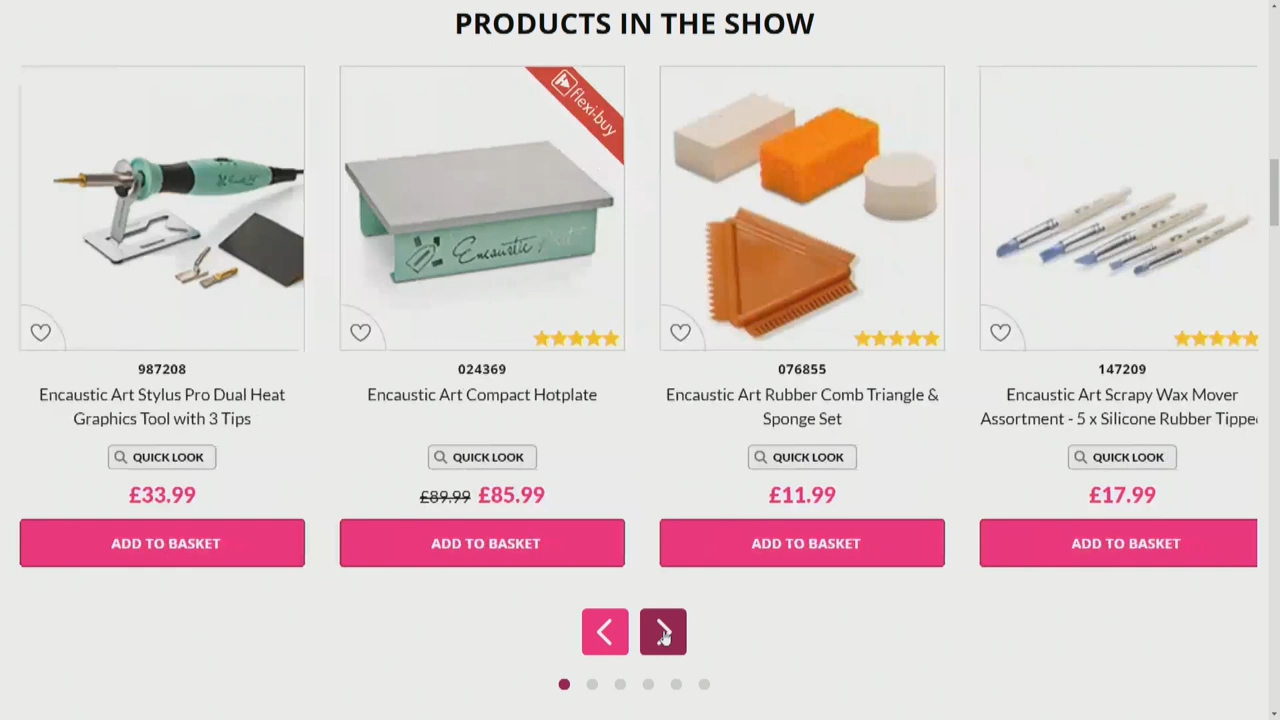 PRODUCTS IN THE SHOW
flexi-buy
Encaustic
987208
Encaustic Art Stylus Pro Dual Heat
Graphics Tool with 3 Tips
QUICK LOOK
£33.99
ADD TO BASKET
024369
Encaustic Art Compact Hotplate
QUICK LOOK
£89.99 £85.99
ADD TO BASKET
076855
Encaustic Art Rubber Comb Triangle &
Sponge Set
QUICK LOOK
£11.99
ADD TO BASKET
147209
Encaustic Art Scrapy Wax Mover
Assortment - 5 x Silicone Rubber Tippe
QUICK LOOK
£17.99
ADD TO BASKET